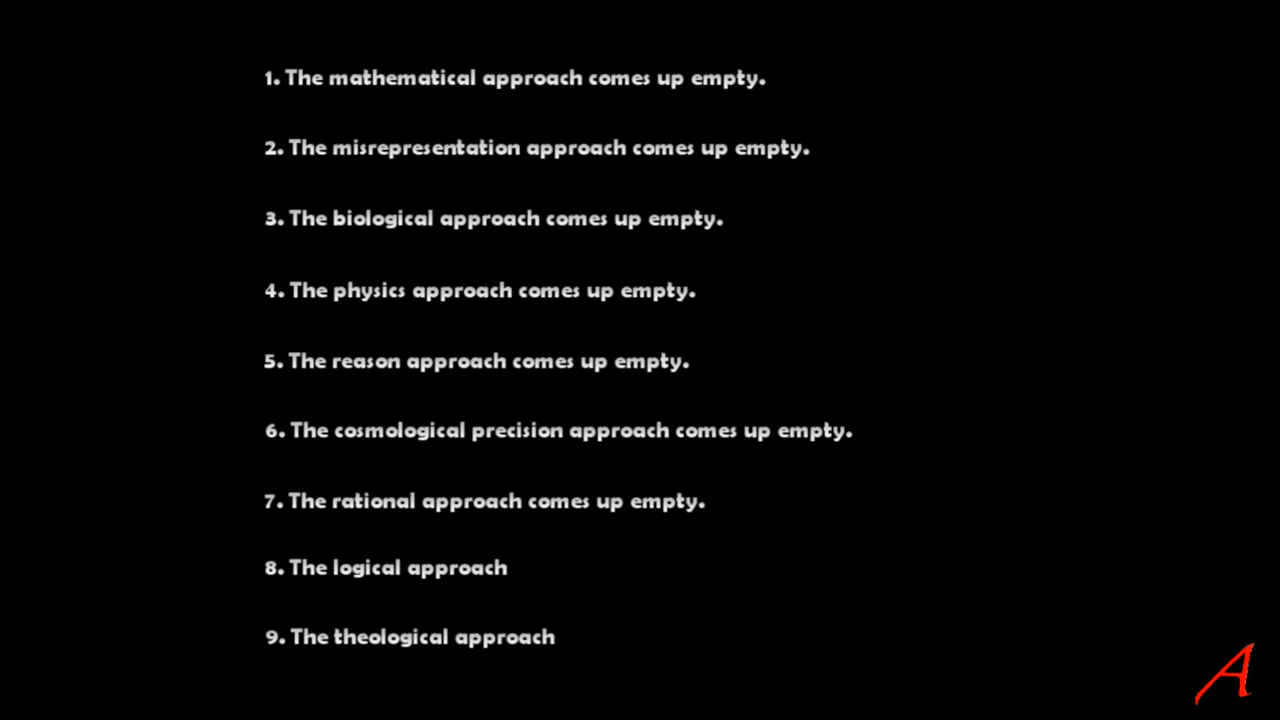 1. The mathematical approach comes up empty.
2. The misrepresentation approach comes up empty.
3. The biological approach comes up empty.
4. The physics approach comes up empty.
5. The reason approach comes up empty.
6. The cosmological precision approach comes up empty.
7. The rational approach comes up empty.
8. The logical approach
9. The theological approach
A